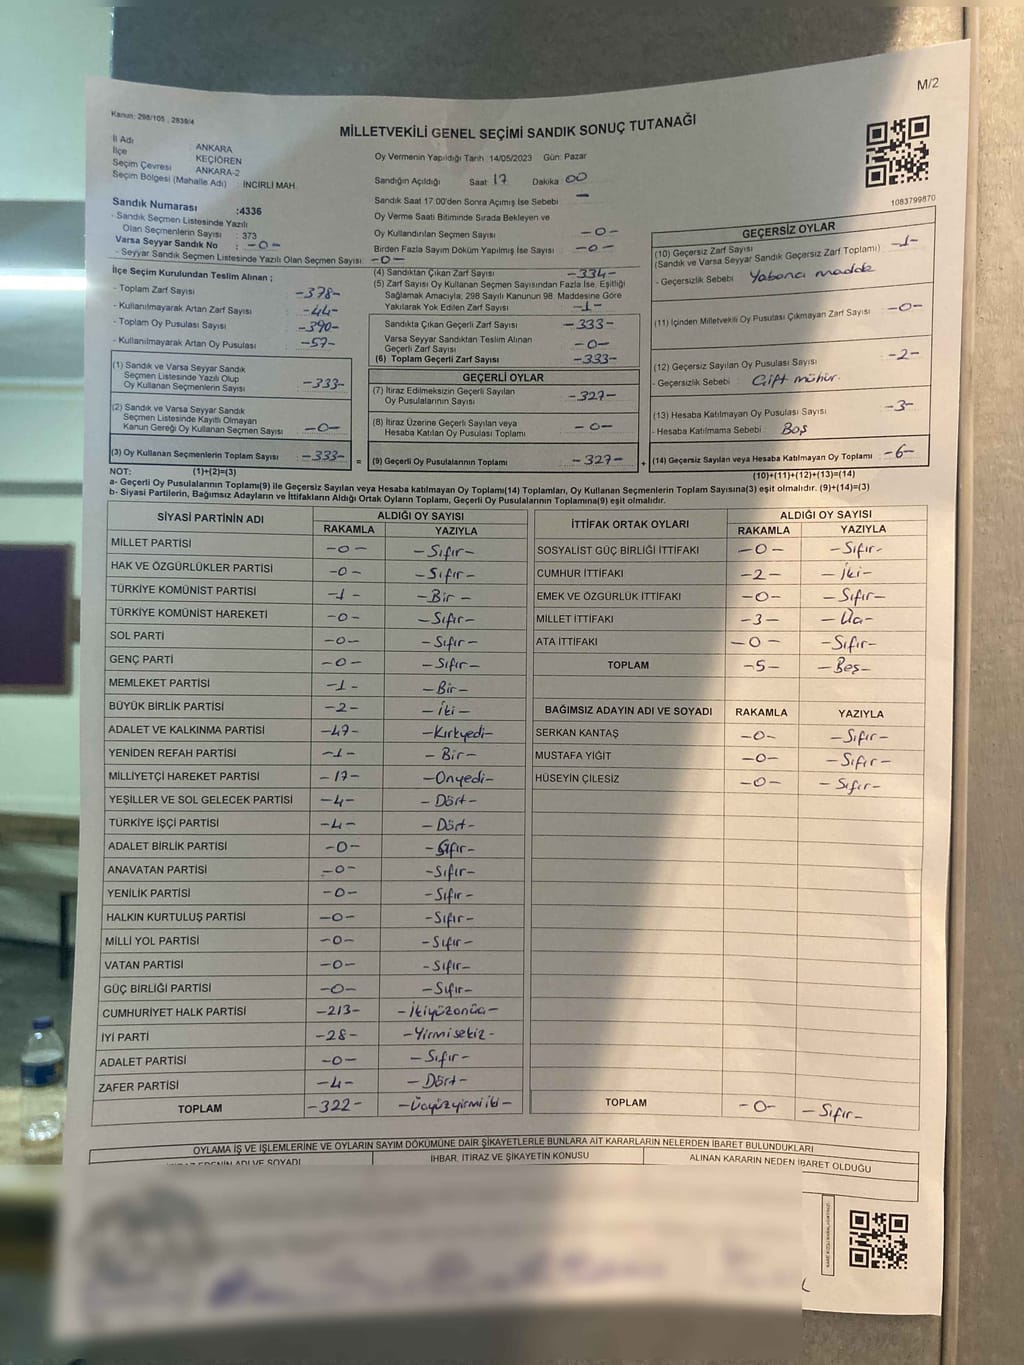 M/2
Kanun: 298/105 ; 2839/4
MİLLETVEKİLİ GENEL SEÇİMİ SANDIK SONUÇ TUTANAĞI
İl Adı ANKARA
İlçe KEÇİÖREN
Seçim Çevresi ANKARA-2
Seçim Bölgesi (Mahalle Adı) İNCİRLİ MAH.
Sandık Numarası :4336
- Sandık Seçmen Listesinde Yazılı
Olan Seçmenlerin Sayısı : 373
Varsa Seyyar Sandık No : -0-
- Seyyar Sandık Seçmen Listesinde Yazılı Olan Seçmen Sayısı: -0-
İlçe Seçim Kurulundan Teslim Alınan ;
- Toplam Zarf Sayısı -378-
- Kullanılmayarak Artan Zarf Sayısı -44-
- Toplam Oy Pusulası Sayısı -390-
- Kullanılmayarak Artan Oy Pusulası -57-
(1) Sandık ve Varsa Seyyar Sandık
Seçmen Listesinde Yazılı Olup
Oy Kullanan Seçmenlerin Sayısı -333-
(2) Sandık ve Varsa Seyyar Sandık
Seçmen Listesinde Kayıtlı Olmayan
Kanun Gereği Oy Kullanan Seçmen Sayısı -0-
(3) Oy Kullanan Seçmenlerin Toplam Sayısı -333- =
Oy Vermenin Yapıldığı Tarih 14/05/2023 Gün: Pazar
Sandığın Açıldığı Saat 17 Dakika 00
Sandık Saat 17:00'den Sonra Açımış İse Sebebi -
Oy Verme Saati Bitiminde Sırada Bekleyen ve
Oy Kullandırılan Seçmen Sayısı -0-
Birden Fazla Sayım Döküm Yapılmış İse Sayısı -0-
(4) Sandıktan Çıkan Zarf Sayısı -334-
(5) Zarf Sayısı Oy Kullanan Seçmen Sayısından Fazla İse, Eşitliği
Sağlamak Amacıyla; 298 Sayılı Kanunun 98. Maddesine Göre
Yakılarak Yok Edilen Zarf Sayısı -1-
Sandıkta Çıkan Geçerli Zarf Sayısı -333-
Varsa Seyyar Sandıktan Teslim Alınan
Geçerli Zarf Sayısı -0-
(6) Toplam Geçerli Zarf Sayısı -333-
GEÇERLİ OYLAR
(7) İtiraz Edilmeksizin Geçerli Sayılan
Oy Pusulalarının Sayısı -327-
(8) İtiraz Üzerine Geçerli Sayılan veya
Hesaba Katılan Oy Pusulası Toplamı -0-
(9) Geçerli Oy Pusulalarının Toplamı -327- +
1083799870
GEÇERSİZ OYLAR
(10) Geçersiz Zarf Sayısı
(Sandık ve Varsa Seyyar Sandık Geçersiz Zarf Toplamı) -1-
- Geçersizlik Sebebi Yabancı madde
(11) İçinden Milletvekili Oy Pusulası Çıkmayan Zarf Sayısı -0-
(12) Geçersiz Sayılan Oy Pusulası Sayısı -2-
- Geçersizlik Sebebi : Çift mühür.
(13) Hesaba Katılmayan Oy Pusulası Sayısı -3-
- Hesaba Katılmama Sebebi : Boş
(14) Geçersiz Sayılan veya Hesaba Katılmayan Oy Toplamı -6-
NOT: (1)+(2)=(3) (10)+(11)+(12)+(13)=(14)
a- Geçerli Oy Pusulalarının Toplamı(9) ile Geçersiz Sayılan veya Hesaba katılmayan Oy Toplamı(14) Toplamları, Oy Kullanan Seçmenlerin Toplam Sayısına(3) eşit olmalıdır. (9)+(14)=(3)
b- Siyasi Partilerin, Bağımsız Adayların ve İttifakların Aldığı Ortak Oyların Toplamı, Geçerli Oy Pusulalarının Toplamına(9) eşit olmalıdır.
SİYASİ PARTİNİN ADI ALDIĞI OY SAYISI
RAKAMLA YAZIYLA
MİLLET PARTİSİ -0- -Sıfır-
HAK VE ÖZGÜRLÜKLER PARTİSİ -0- -Sıfır-
TÜRKİYE KOMÜNİST PARTİSİ -1- -Bir-
TÜRKİYE KOMÜNİST HAREKETİ -0- -Sıfır-
SOL PARTİ -0- -Sıfır-
GENÇ PARTİ -0- -Sıfır-
MEMLEKET PARTİSİ -1- -Bir-
BÜYÜK BİRLİK PARTİSİ -2- -İki-
ADALET VE KALKINMA PARTİSİ -47- -Kırkyedi-
YENİDEN REFAH PARTİSİ -1- -Bir-
MİLLİYETÇİ HAREKET PARTİSİ -17- -Onyedi-
YEŞİLLER VE SOL GELECEK PARTİSİ -4- -Dört-
TÜRKİYE İŞÇİ PARTİSİ -4- -Dört-
ADALET BİRLİK PARTİSİ -0- -Sıfır-
ANAVATAN PARTİSİ -0- -Sıfır-
YENİLİK PARTİSİ -0- -Sıfır-
HALKIN KURTULUŞ PARTİSİ -0- -Sıfır-
MİLLİ YOL PARTİSİ -0- -Sıfır-
VATAN PARTİSİ -0- -Sıfır-
GÜÇ BİRLİĞİ PARTİSİ -0- -Sıfır-
CUMHURİYET HALK PARTİSİ -213- -İkiyüzonüç-
İYİ PARTİ -28- -Yirmisekiz-
ADALET PARTİSİ -0- -Sıfır-
ZAFER PARTİSİ -4- -Dört-
TOPLAM -322- -Üçyüzyirmiiki-
İTTİFAK ORTAK OYLARI ALDIĞI OY SAYISI
RAKAMLA YAZIYLA
SOSYALİST GÜÇ BİRLİĞİ İTTİFAKI -0- -Sıfır-
CUMHUR İTTİFAKI -2- -İki-
EMEK VE ÖZGÜRLÜK İTTİFAKI -0- -Sıfır-
MİLLET İTTİFAKI -3- -Üç-
ATA İTTİFAKI -0- -Sıfır-
TOPLAM -5- -Beş-
BAĞIMSIZ ADAYIN ADI VE SOYADI RAKAMLA YAZIYLA
SERKAN KANTAŞ -0- -Sıfır-
MUSTAFA YİĞİT -0- -Sıfır-
HÜSEYİN ÇİLESİZ -0- -Sıfır-
TOPLAM -0- -Sıfır-
OYLAMA İŞ VE İŞLEMLERİNE VE OYLARIN SAYIM DÖKÜMÜNE DAİR ŞİKAYETLERLE BUNLARA AİT KARARLARIN NELERDEN İBARET BULUNDUKLARI
ADI VE SOYADI İHBAR, İTİRAZ VE ŞİKAYETİN KONUSU ALINAN KARARIN NEDEN İBARET OLDUĞU